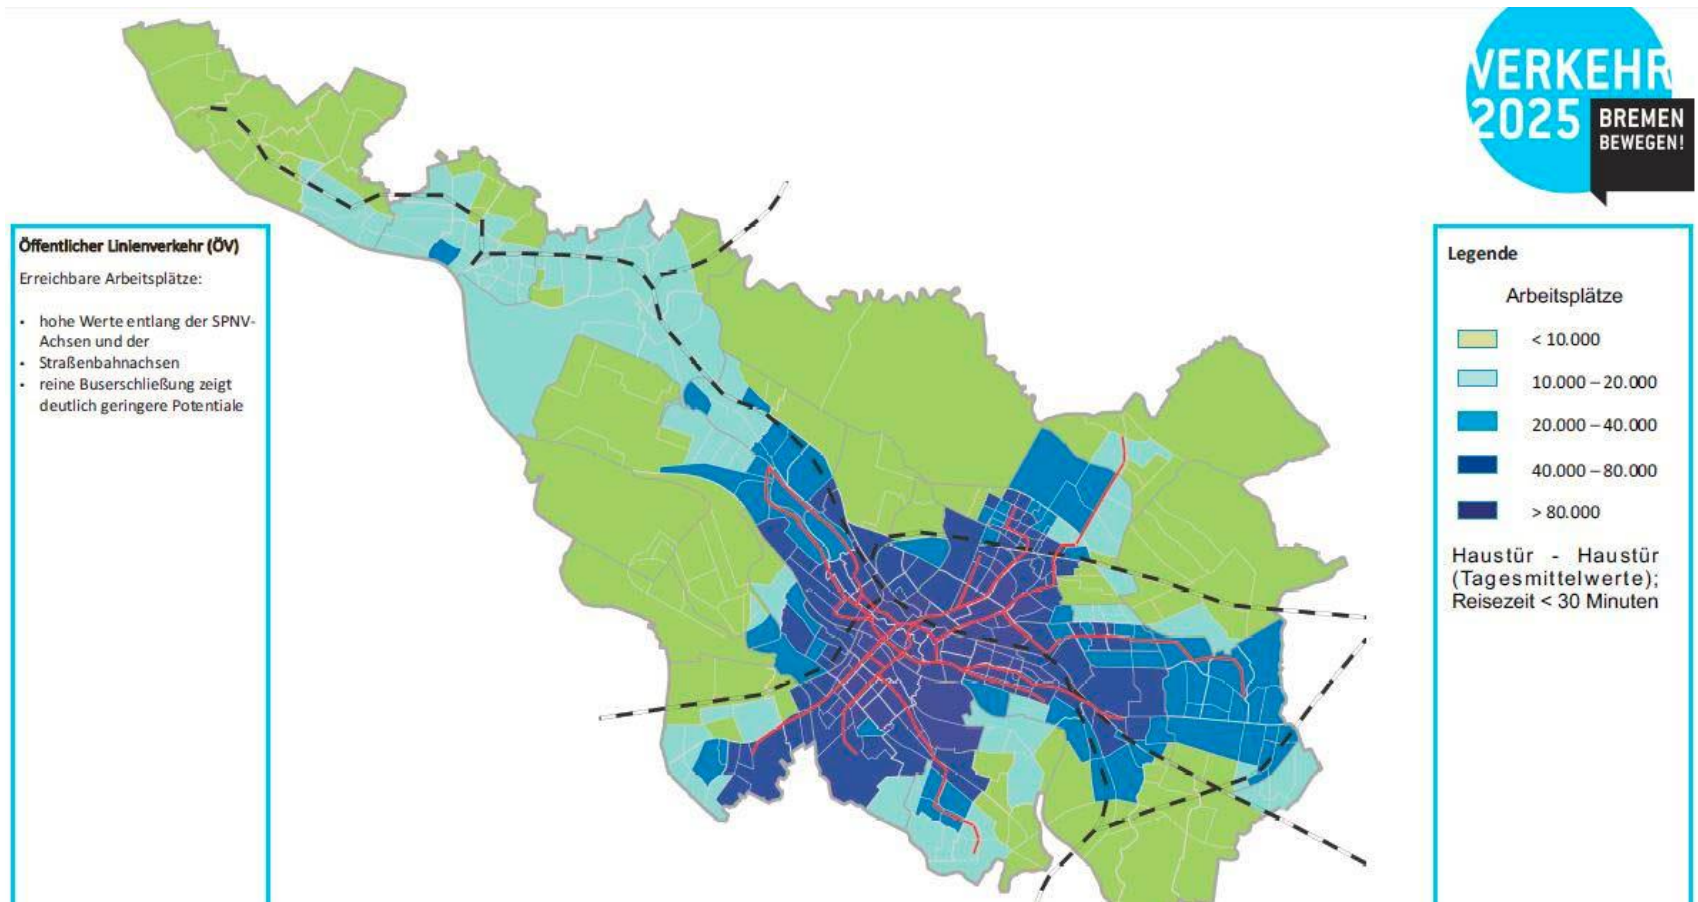 VERKEHR
2025
BREMEN
BEWEGEN!
Öffentlicher Linienverkehr (ÖV)
Erreichbare Arbeitsplätze:
• hohe Werte entlang der SPNV-
Achsen und der
• Straßenbahnachsen
• reine Buserschließung zeigt
deutlich geringere Potentiale
Legende
Arbeitsplätze
< 10.000
10.000 – 20.000
20.000 – 40.000
40.000 – 80.000
> 80.000
Haustür - Haustür
(Tagesmittelwerte);
Reisezeit < 30 Minuten